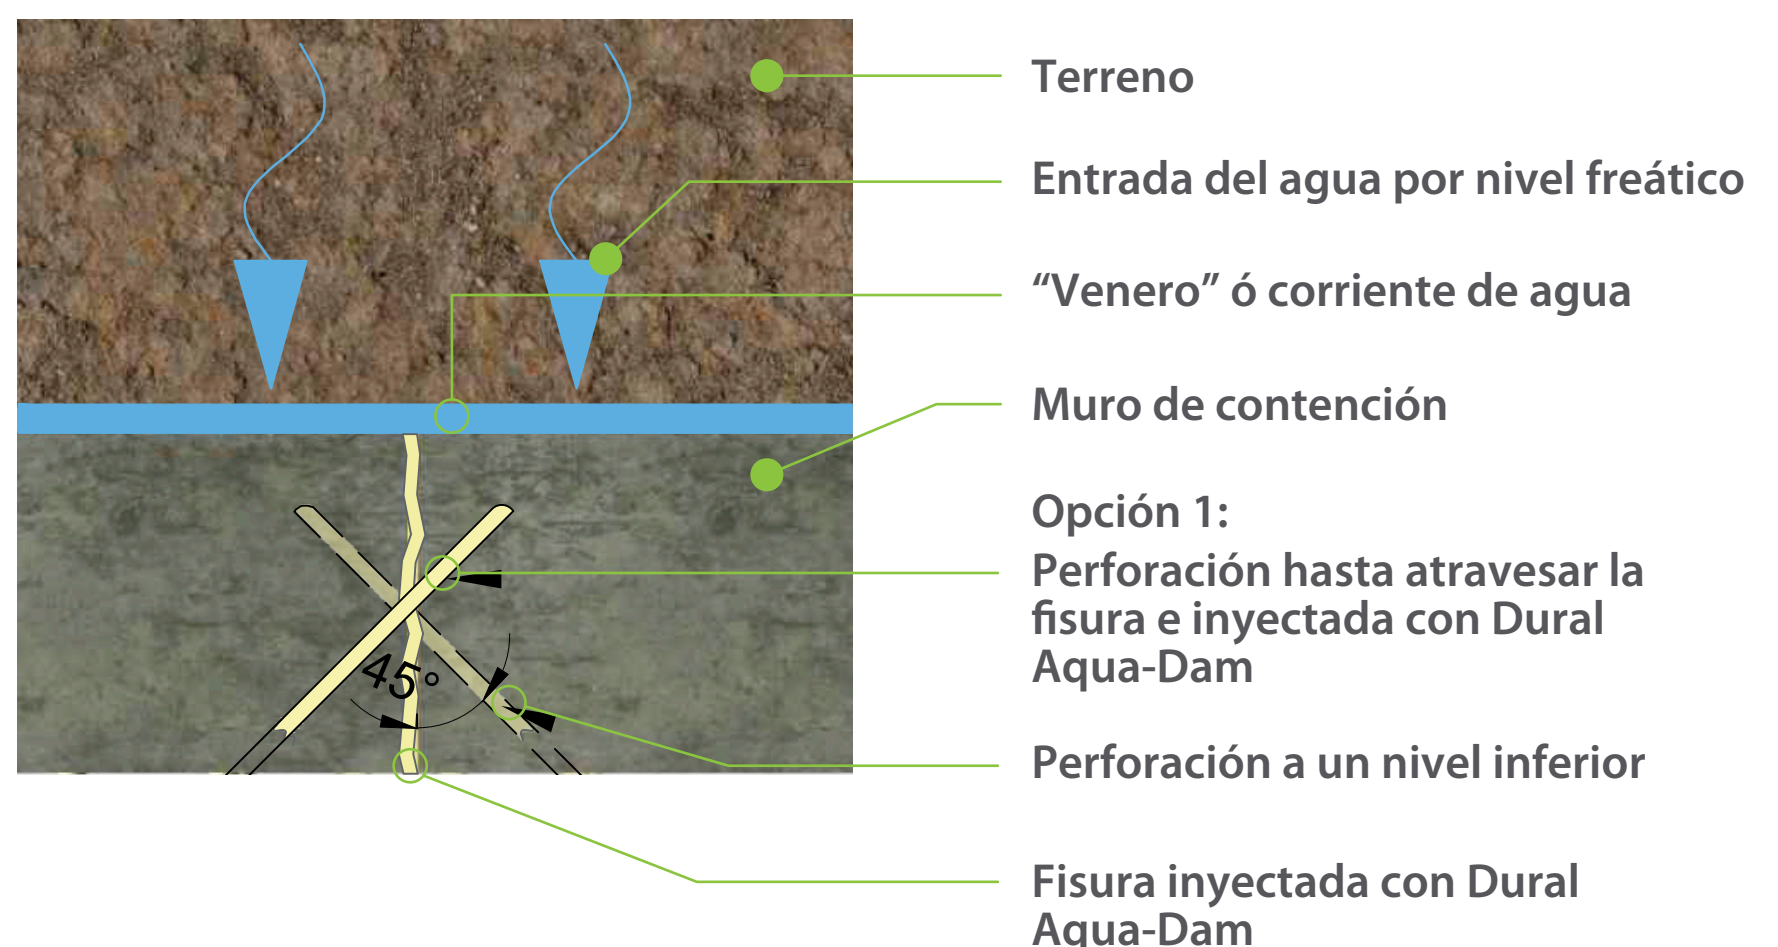 Terreno
Entrada del agua por nivel freático
“Venero” ó corriente de agua
Muro de contención
Opción 1:
Perforación hasta atravesar la
fisura e inyectada con Dural
Aqua-Dam
45°
Perforación a un nivel inferior
Fisura inyectada con Dural
Aqua-Dam